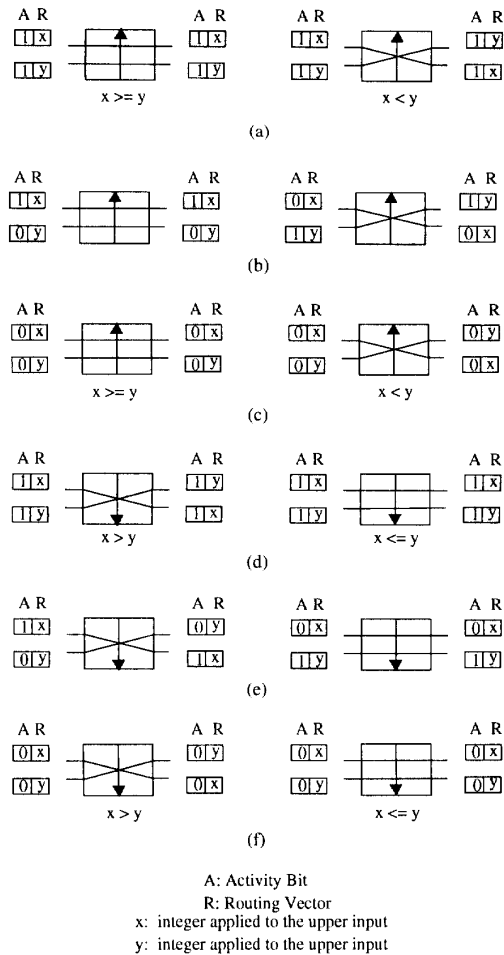 A R A R A R A R
1 x 1 x 1 x 1 y
1 y 1 y 1 y 1 x
x >= y x < y
(a)
A R A R A R A R
1 x 1 x 0 x 1 y
0 y 0 y 1 y 0 x
(b)
A R A R A R A R
0 x 0 x 0 x 0 y
0 y 0 y 0 y 0 x
x >= y x < y
(c)
A R A R A R A R
1 x 1 y 1 x 1 x
1 y 1 x 1 y 1 y
x > y x <= y
(d)
A R A R A R A R
1 x 0 y 0 x 0 x
0 y 1 x 1 y 1 y
(e)
A R A R A R A R
0 x 0 y 0 x 0 x
0 y 0 x 0 y 0 y
x > y x <= y
(f)
A: Activity Bit
R: Routing Vector
x: integer applied to the upper input
y: integer applied to the upper input